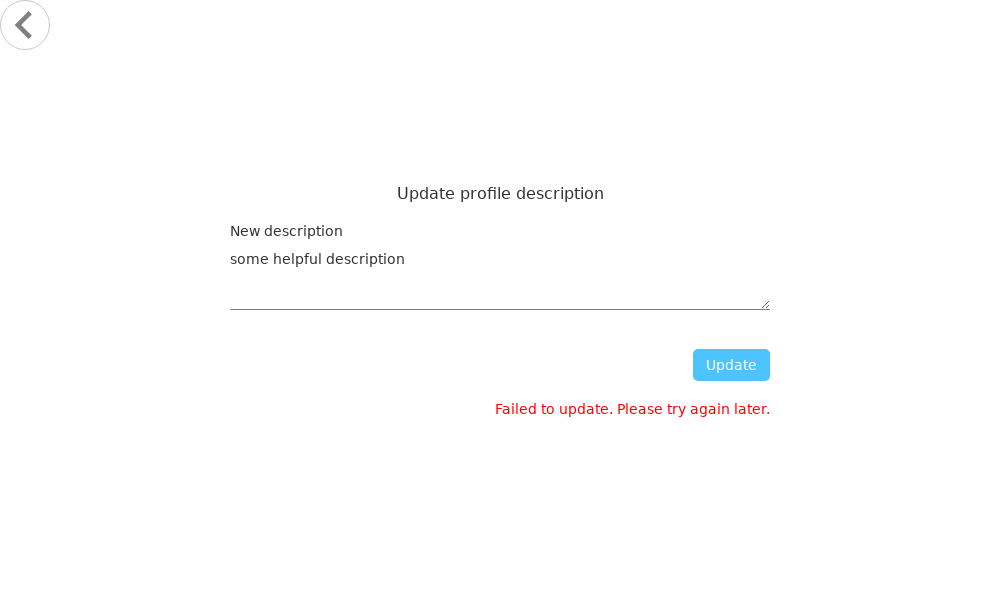 Update profile description
New description
some helpful description
Update
Failed to update. Please try again later.